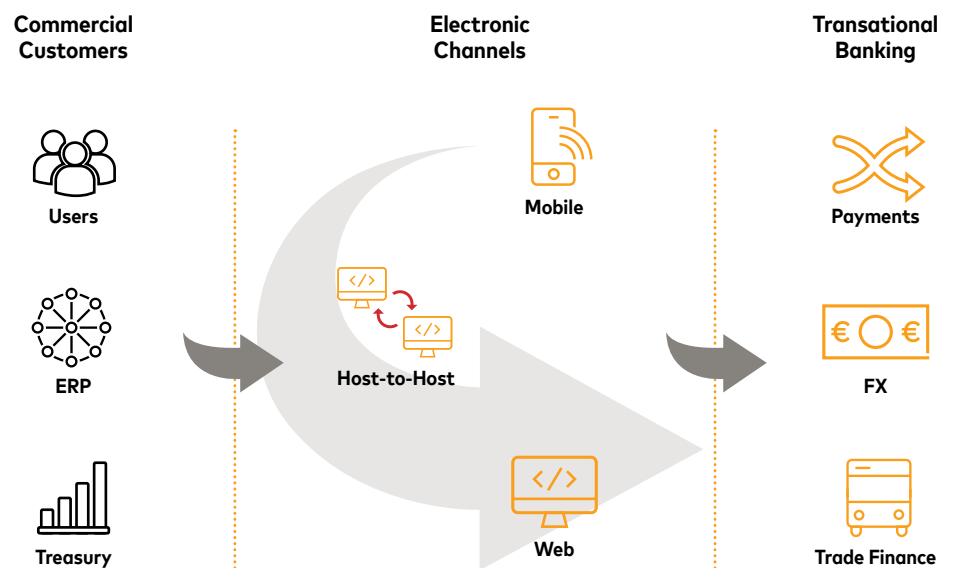 Commercial
Customers
Electronic
Channels
Transational
Banking
Users
Mobile
Payments
</>
</>
€ €
ERP
Host-to-Host
FX
</>
Treasury
Web
Trade Finance